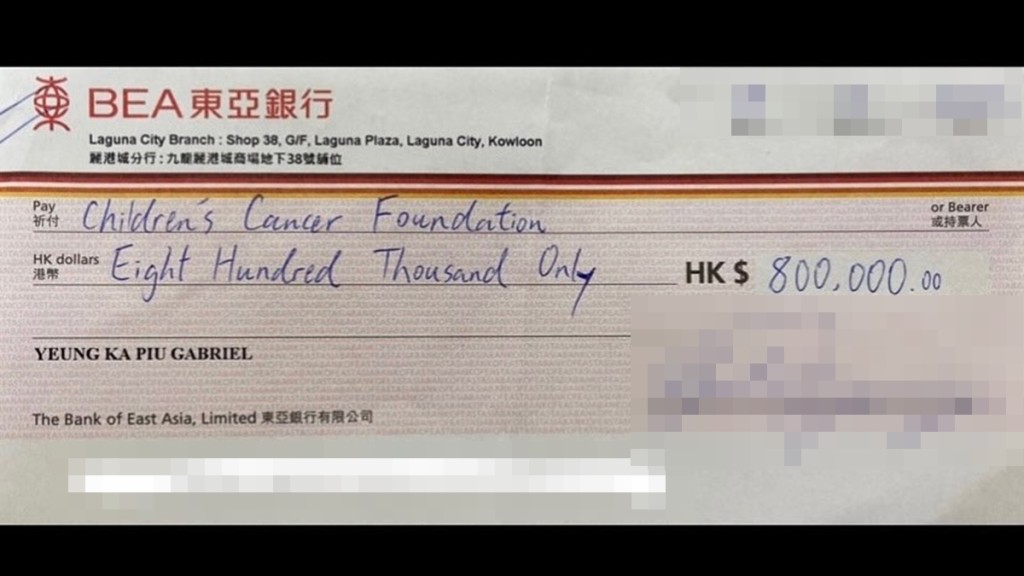 BEA東亞銀行
Laguna City Branch : Shop 38, G/F, Laguna Plaza, Laguna City, Kowloon
麗港城分行 : 九龍麗港城商場地下38號舖位
Pay Children's Cancer Foundation or Bearer
祈付 或持票人
HK dollars Eight Hundred Thousand Only HK $ 800,000.00
港幣
YEUNG KA PIU GABRIEL
The Bank of East Asia, Limited 東亞銀行有限公司